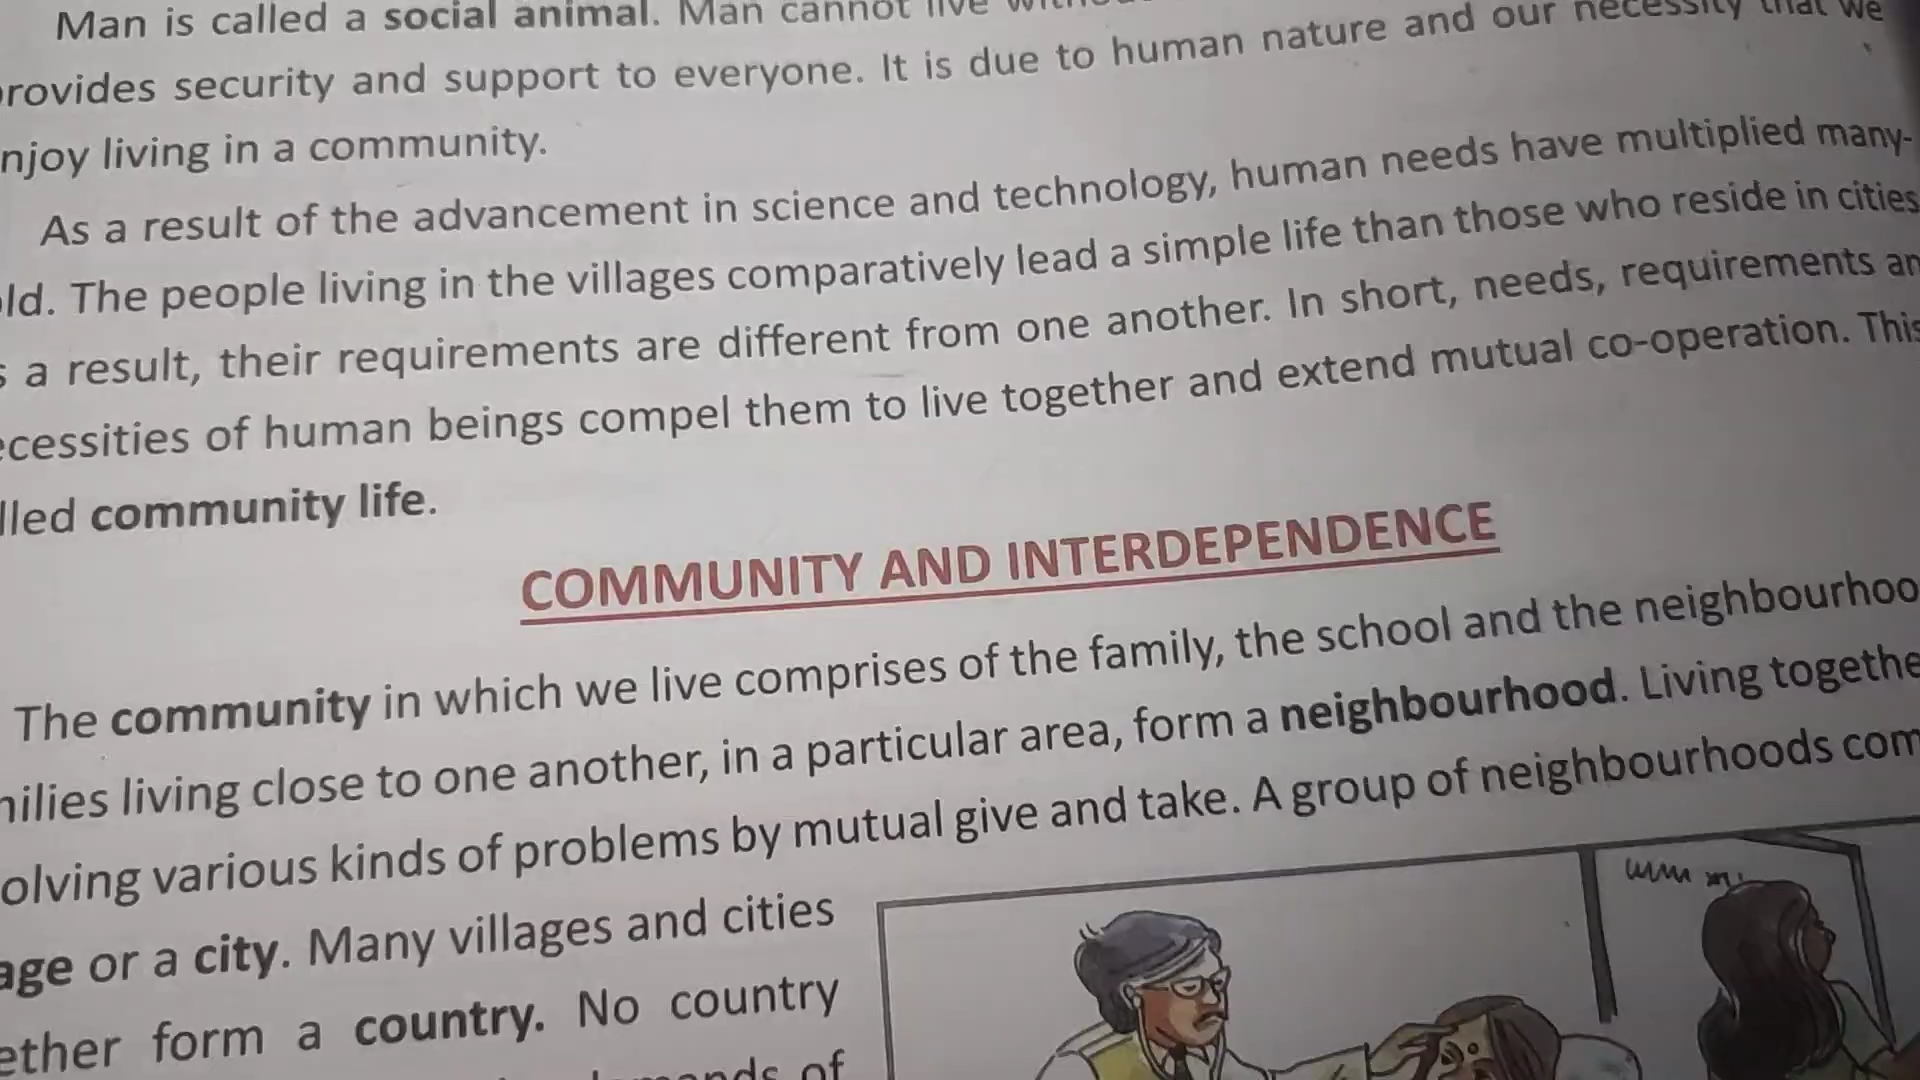 Man is called a social animal. Man cannot live
rovides security and support to everyone. It is due to human nature and our necessity that we
njoy living in a community.
As a result of the advancement in science and technology, human needs have multiplied many-
ld. The people living in the villages comparatively lead a simple life than those who reside in cities
s a result, their requirements are different from one another. In short, needs, requirements an
cessities of human beings compel them to live together and extend mutual co-operation. This
lled community life.
COMMUNITY AND INTERDEPENDENCE
The community in which we live comprises of the family, the school and the neighbourhoo
ilies living close to one another, in a particular area, form a neighbourhood. Living togethe
olving various kinds of problems by mutual give and take. A group of neighbourhoods com
age or a city. Many villages and cities
ether form a country. No country
of